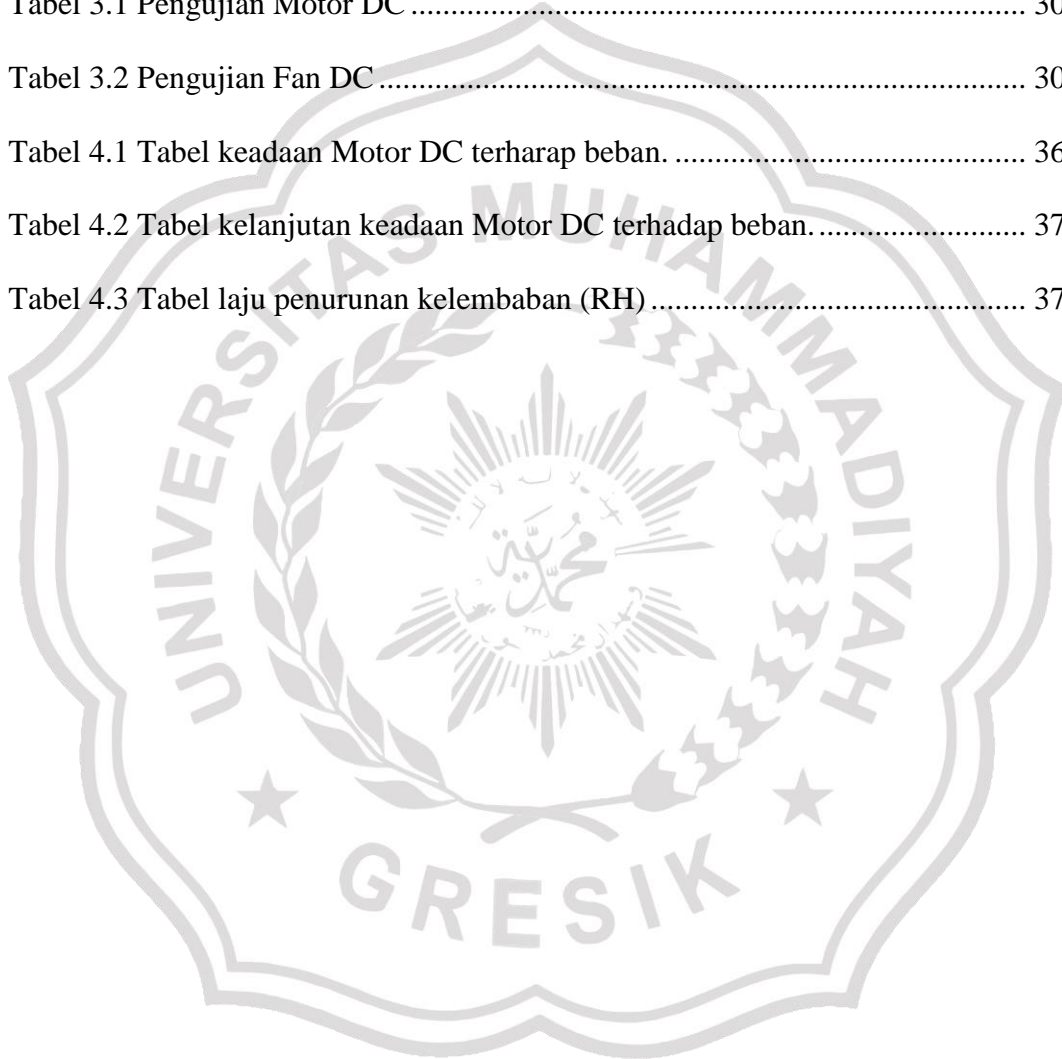 Tabel 3.1 Pengujian Motor DC ............................................................................. 30
Tabel 3.2 Pengujian Fan DC ................................................................................. 30
Tabel 4.1 Tabel keadaan Motor DC terharap beban. ............................................ 36
Tabel 4.2 Tabel kelanjutan keadaan Motor DC terhadap beban. .......................... 37
Tabel 4.3 Tabel laju penurunan kelembaban (RH) ............................................... 37
UNIVERSITAS MUHAMMADIYAH
GRESIK